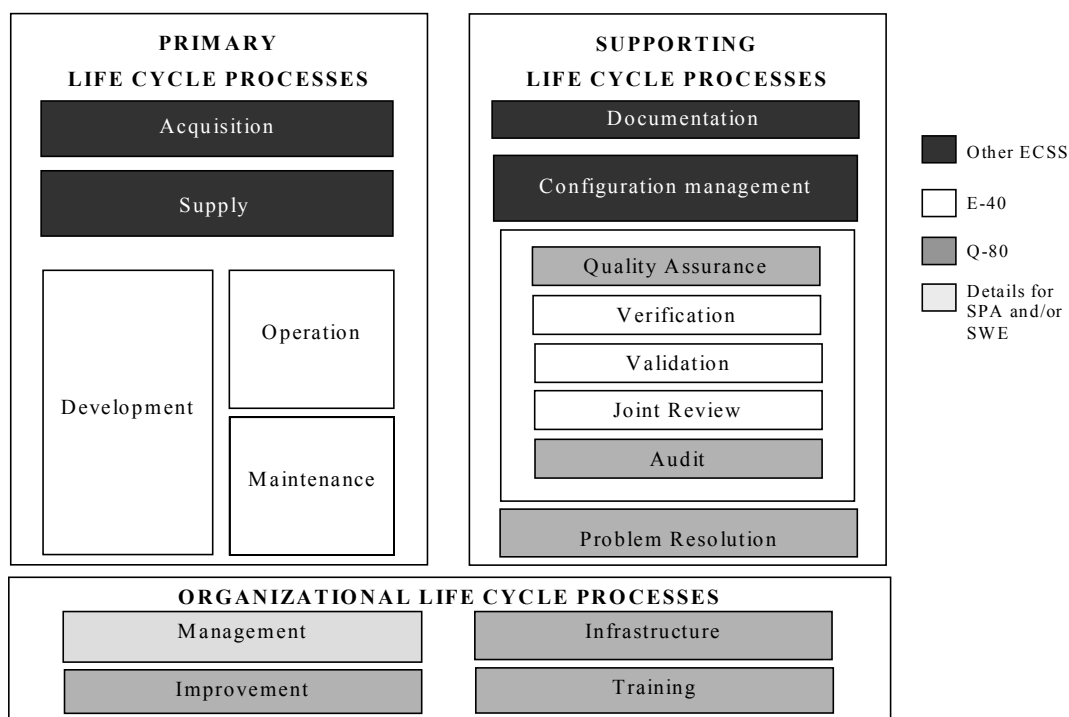 PRIMARY
LIFE CYCLE PROCESSES
Acquisition
Supply
Development
Operation
Maintenance
SUPPORTING
LIFE CYCLE PROCESSES
Documentation
Configuration management
Quality Assurance
Verification
Validation
Joint Review
Audit
Problem Resolution
Other ECSS
E-40
Q-80
Details for
SPA and/or
SWE
ORGANIZATIONAL LIFE CYCLE PROCESSES
Management
Infrastructure
Improvement
Training